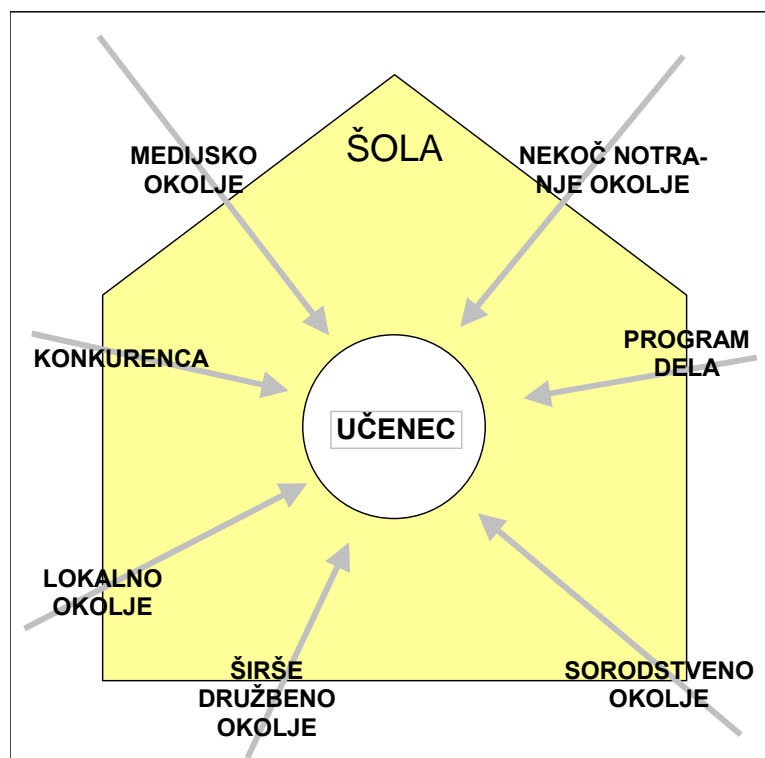 ŠOLA
MEDIJSKO
OKOLJE
NEKOČ NOTRA-
NJE OKOLJE
KONKURENCA
PROGRAM
DELA
UČENEC
LOKALNO
OKOLJE
ŠIRŠE
DRUŽBENO
OKOLJE
SORODSTVENO
OKOLJE